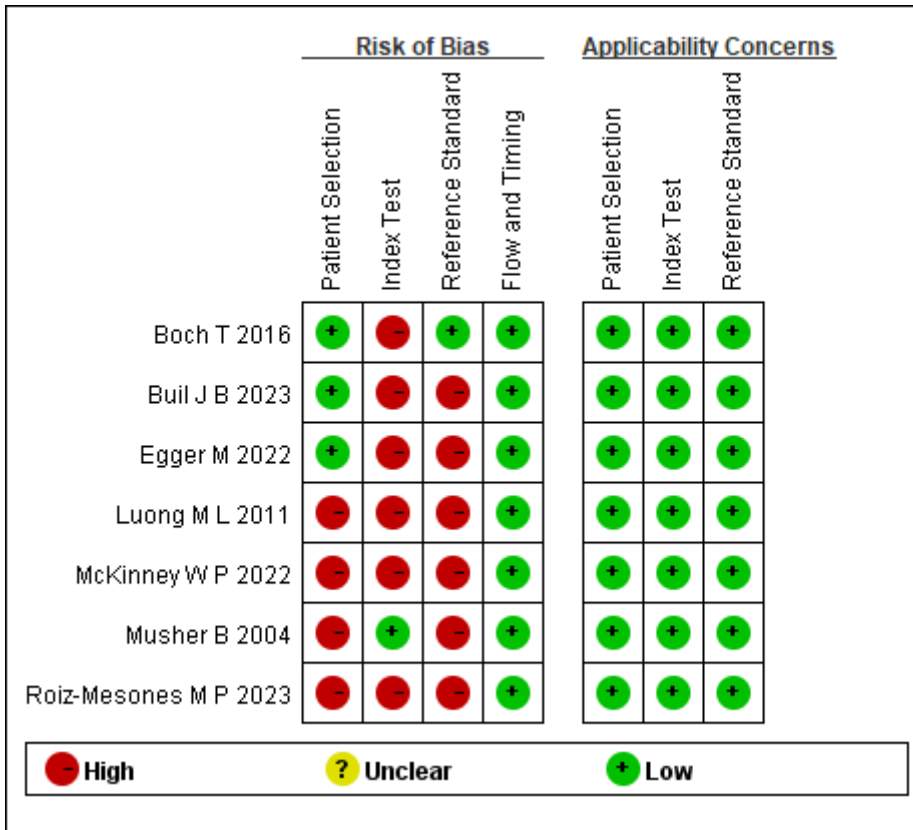 Risk of Bias
Applicability Concerns
Patient Selection
Index Test
Reference Standard
Flow and Timing
Patient Selection
Index Test
Reference Standard
Boch T 2016 + - + + + + +
Buil J B 2023 + - - + + + +
Egger M 2022 + - - + + + +
Luong M L 2011 - - - + + + +
McKinney W P 2022 - - - + + + +
Musher B 2004 - + - + + + +
Roiz-Mesones M P 2023 - - - + + + +
- High ? Unclear + Low